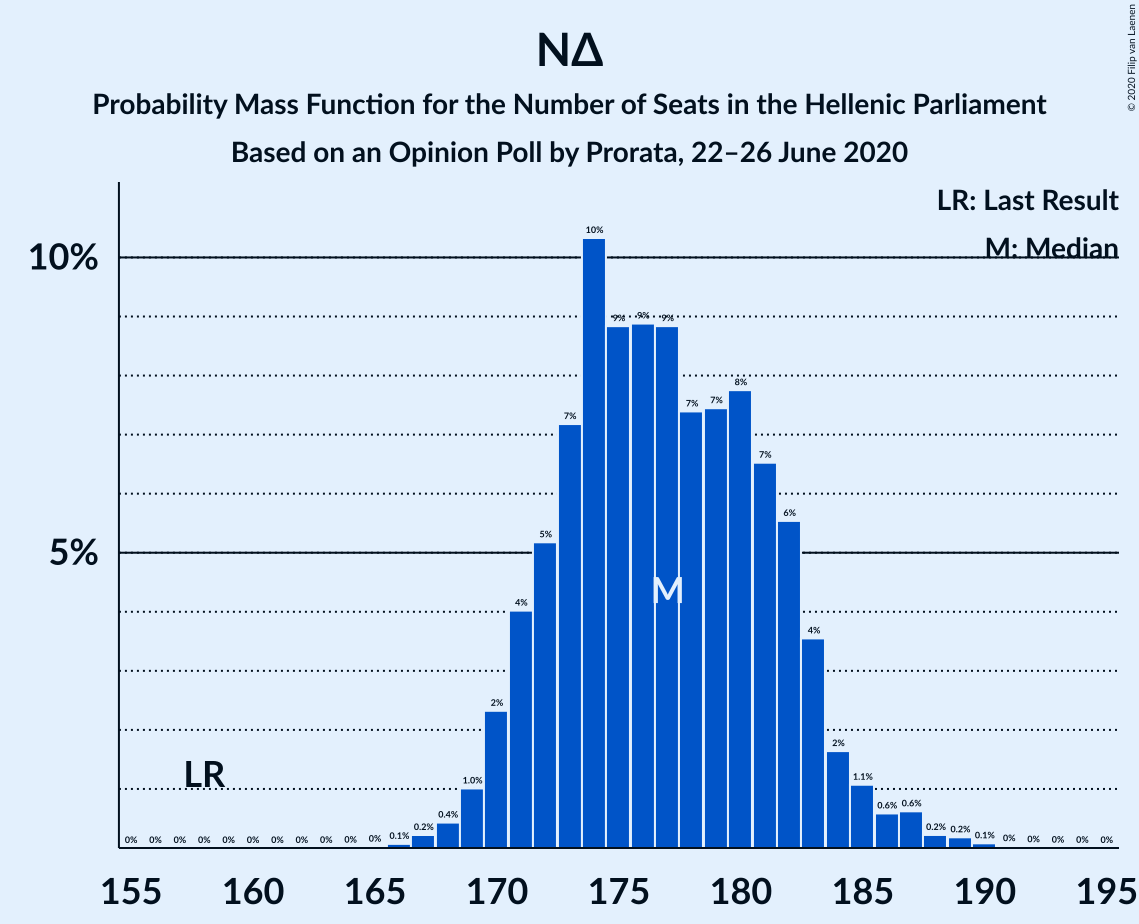 © 2020 Filip van Laenen
ΝΔ
Probability Mass Function for the Number of Seats in the Hellenic Parliament
Based on an Opinion Poll by Prorata, 22–26 June 2020
LR: Last Result
M: Median
10%
5%
0% 0% 0% 0% 0% 0% 0% 0% 0% 0% 0% 0.1% 0.2% 0.4% 1.0% 2% 4% 5% 7% 10% 9% 9% 9% 7% 7% 8% 7% 6% 4% 2% 1.1% 0.6% 0.6% 0.2% 0.2% 0.1% 0% 0% 0% 0% 0%
M
LR
155 160 165 170 175 180 185 190 195